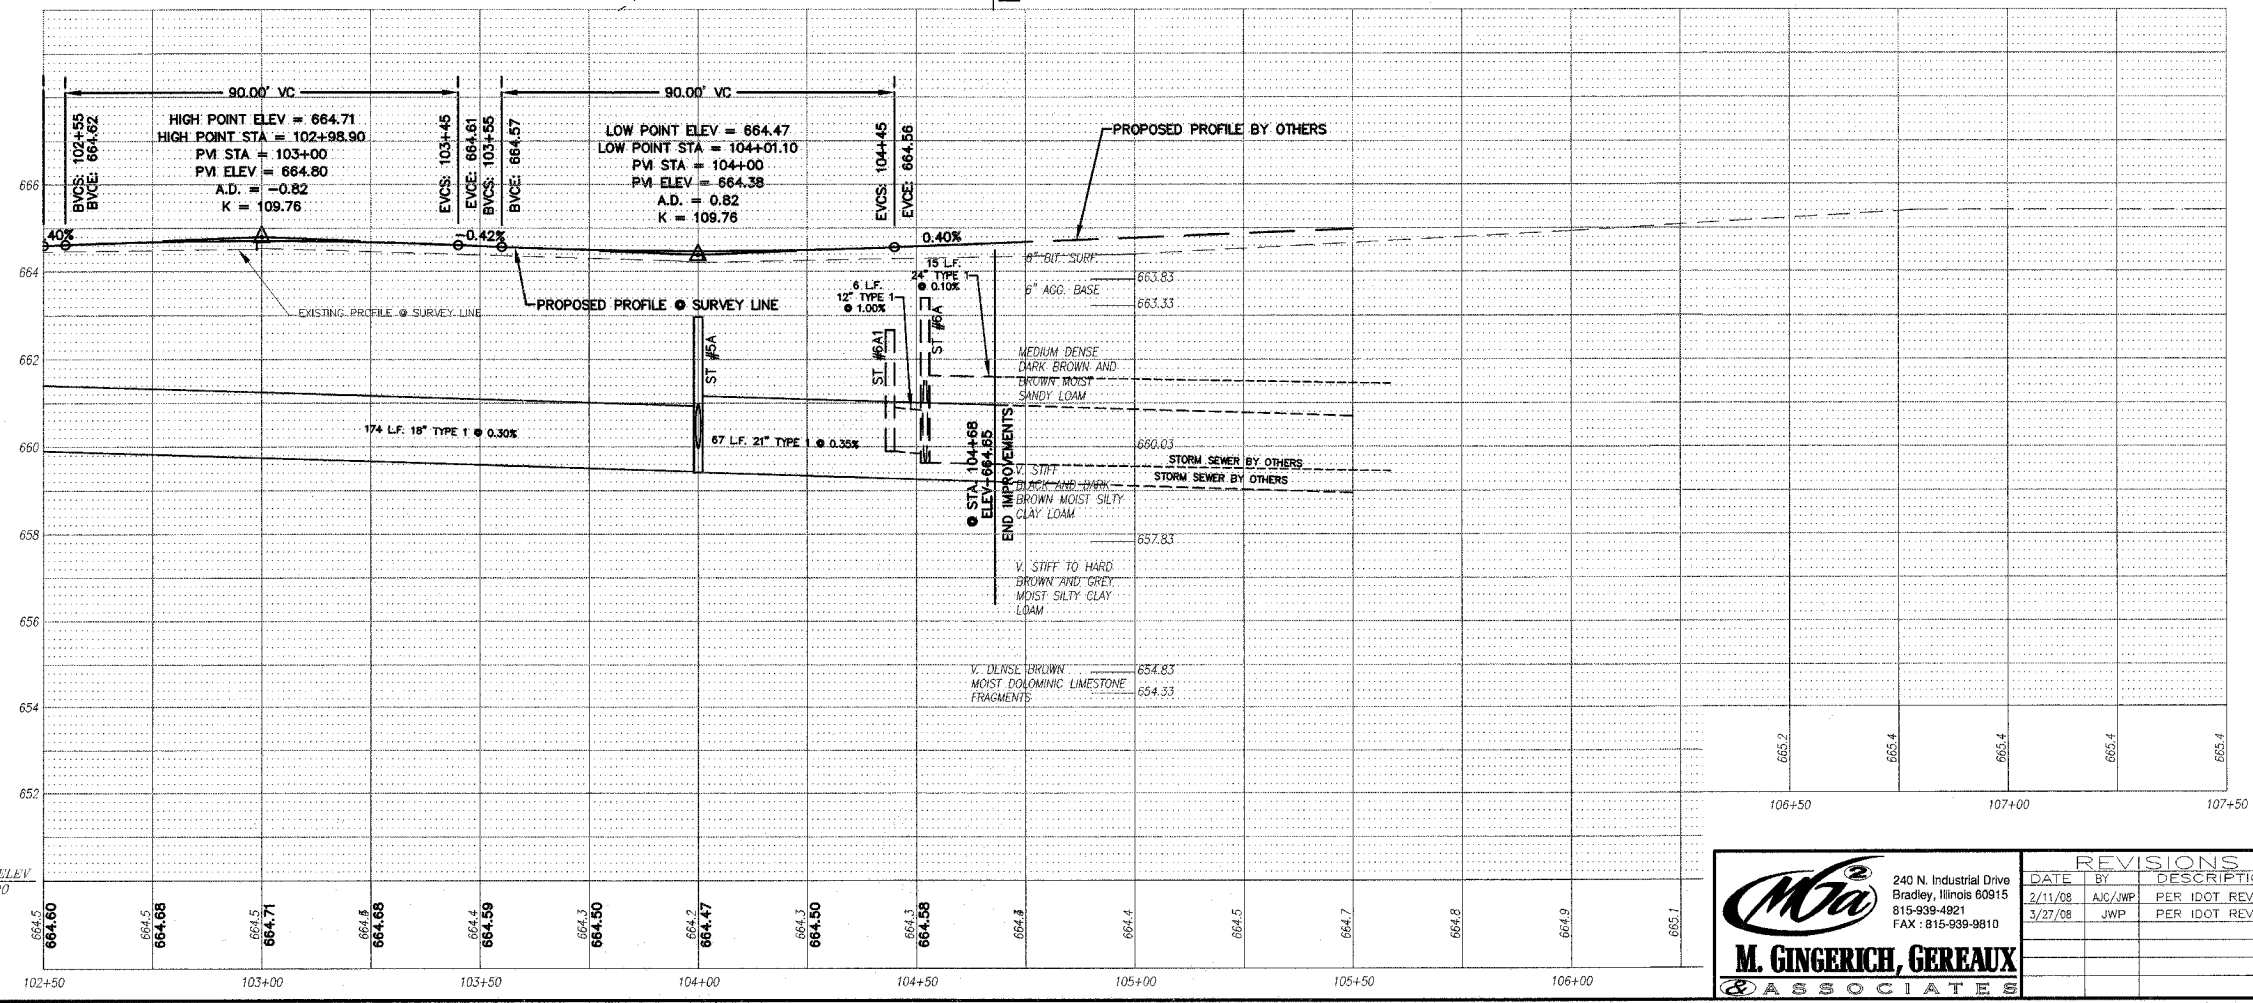 90.00' VC
90.00' VC
BVCS: 102+55
BVCE: 664.62
HIGH POINT ELEV = 664.71
HIGH POINT STA = 102+98.90
PVI STA = 103+00
PVI ELEV = 664.80
A.D. = -0.82
K = 109.76
EVCS: 103+45
EVCE: 664.61
BVCS: 103+55
BVCE: 664.57
LOW POINT ELEV = 664.47
LOW POINT STA = 104+01.10
PVI STA = 104+00
PVI ELEV = 664.38
A.D. = 0.82
K = 109.76
EVCS: 104+45
EVCE: 664.56
PROPOSED PROFILE BY OTHERS
40%
-0.42%
0.40%
666
664
662
660
658
656
654
652
ELEV
EXISTING PROFILE @ SURVEY LINE
PROPOSED PROFILE @ SURVEY LINE
6 L.F.
12" TYPE 1
@ 1.00%
15 L.F.
24" TYPE 1
@ 0.10%
8" BIT SURF
663.83
6" AGG. BASE
663.33
ST #5A
ST #6A1
ST #6A
MEDIUM DENSE
DARK BROWN AND
BROWN MOIST
SANDY LOAM
174 L.F. 18" TYPE 1 @ 0.30%
67 L.F. 21" TYPE 1 @ 0.35%
660.03
STORM SEWER BY OTHERS
STORM SEWER BY OTHERS
@ STA. 104+68
ELEV=664.65
END IMPROVEMENTS
V. STIFF
BLACK AND DARK
BROWN MOIST SILTY
CLAY LOAM
657.83
V. STIFF TO HARD
BROWN AND GREY
MOIST SILTY CLAY
LOAM
V. DENSE BROWN
MOIST DOLOMINIC LIMESTONE
FRAGMENTS
654.83
654.33
664.5
664.60
664.68
664.5
664.71
664.68
664.4
664.59
664.3
664.50
664.2
664.47
664.3
664.50
664.3
664.58
664.4
664.5
664.8
664.9
665.1
665.2
665.4
665.4
665.4
665.4
106+50
107+00
107+50
102+50
103+00
103+50
104+00
104+50
105+00
105+50
106+00
MGa2
240 N. Industrial Drive
Bradley, Illinois 60915
815-939-4921
FAX : 815-939-9810
M. GINGERICH, GEREAUX
& ASSOCIATES
REVISIONS
DATE BY DESCRIPTIO
2/11/08 AJC/JWP PER IDOT REV
3/27/08 JWP PER IDOT REV